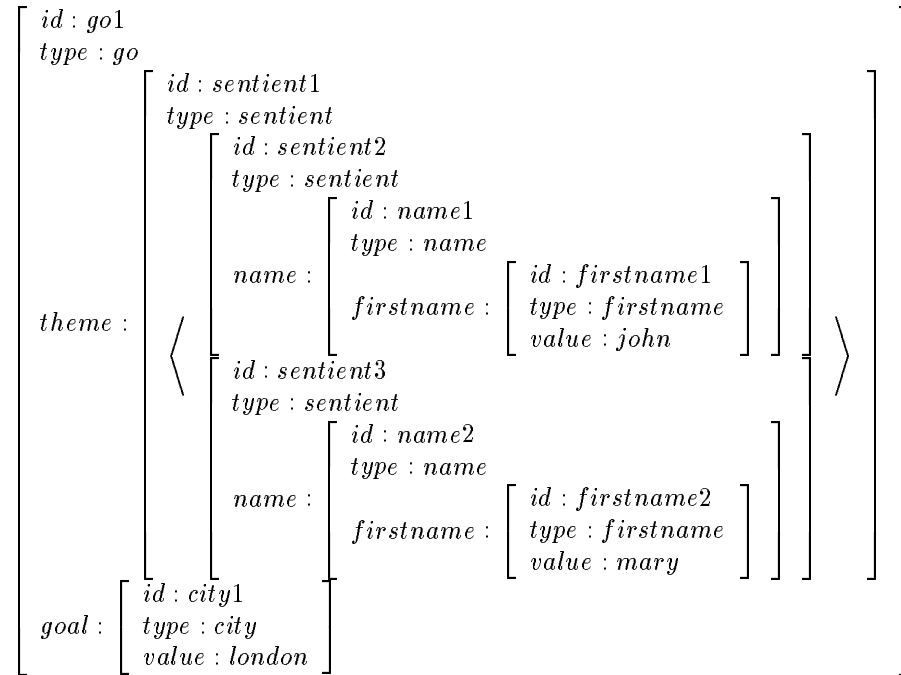 id : go1
type : go
id : sentient1
type : sentient
id : sentient2
type : sentient
id : name1
type : name
name :
id : firstname1
firstname :
type : firstname
value : john
theme :
⟨ ⟩
id : sentient3
type : sentient
id : name2
type : name
name :
id : firstname2
firstname :
type : firstname
value : mary
id : city1
goal :
type : city
value : london